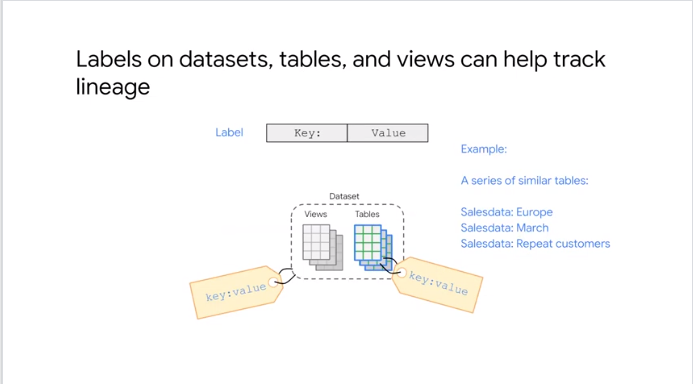 Labels on datasets, tables, and views can help track
lineage
Label
Key:
Value
Example:
A series of similar tables:
Salesdata: Europe
Salesdata: March
Salesdata: Repeat customers
Dataset
Views
Tables
key:value
key:value